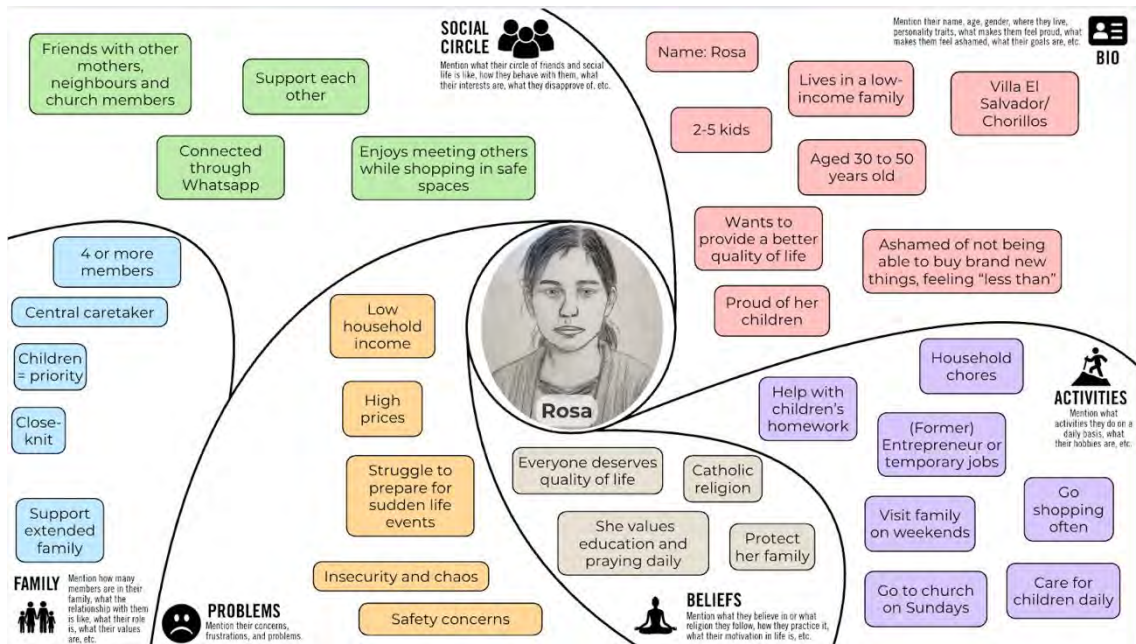 SOCIAL
CIRCLE
Mention what their circle of friends and social
life is like, how they behave with them, what
their interests are, what they disapprove of, etc.
Friends with other
mothers,
neighbours and
church members
Support each
other
Connected
through
Whatsapp
Enjoys meeting others
while shopping in safe
spaces
Mention their name, age, gender, where they live,
personality traits, what makes them feel proud, what
makes them feel ashamed, what their goals are, etc.
BIO
Name: Rosa
Lives in a low-
income family
Villa El
Salvador/
Chorillos
2-5 kids
Aged 30 to 50
years old
Wants to
provide a better
quality of life
Ashamed of not being
able to buy brand new
things, feeling “less than”
Proud of her
children
4 or more
members
Central caretaker
Children
= priority
Close-
knit
Support
extended
family
FAMILY
Mention how many
members are in their
family, what the
relationship with them
is like, what their role
is, what their values
are, etc.
Low
household
income
High
prices
Struggle to
prepare for
sudden life
events
Insecurity and chaos
Safety concerns
PROBLEMS
Mention their concerns,
frustrations, and problems.
Rosa
Everyone deserves
quality of life
Catholic
religion
She values
education and
praying daily
Protect
her family
BELIEFS
Mention what they believe in or what
religion they follow, how they practice it,
what their motivation in life is, etc.
Household
chores
Help with
children's
homework
(Former)
Entrepreneur or
temporary jobs
ACTIVITIES
Mention what
activities they do on a
daily basis, what
their hobbies are, etc.
Visit family
on weekends
Go
shopping
often
Go to church
on Sundays
Care for
children daily